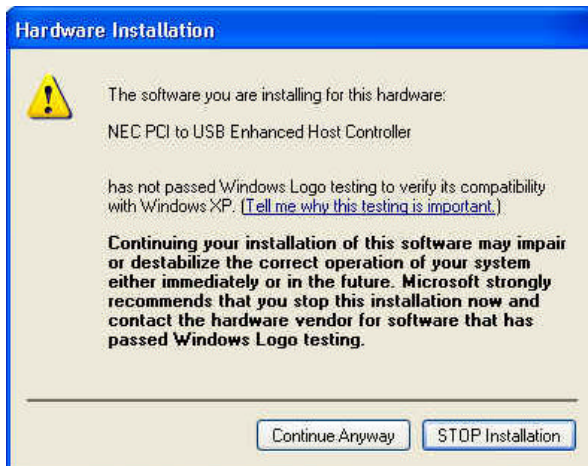 Hardware Installation
The software you are installing for this hardware:
NEC PCI to USB Enhanced Host Controller
has not passed Windows Logo testing to verify its compatibility
with Windows XP. (Tell me why this testing is important.)
Continuing your installation of this software may impair
or destabilize the correct operation of your system
either immediately or in the future. Microsoft strongly
recommends that you stop this installation now and
contact the hardware vendor for software that has
passed Windows Logo testing.
Continue Anyway
STOP Installation